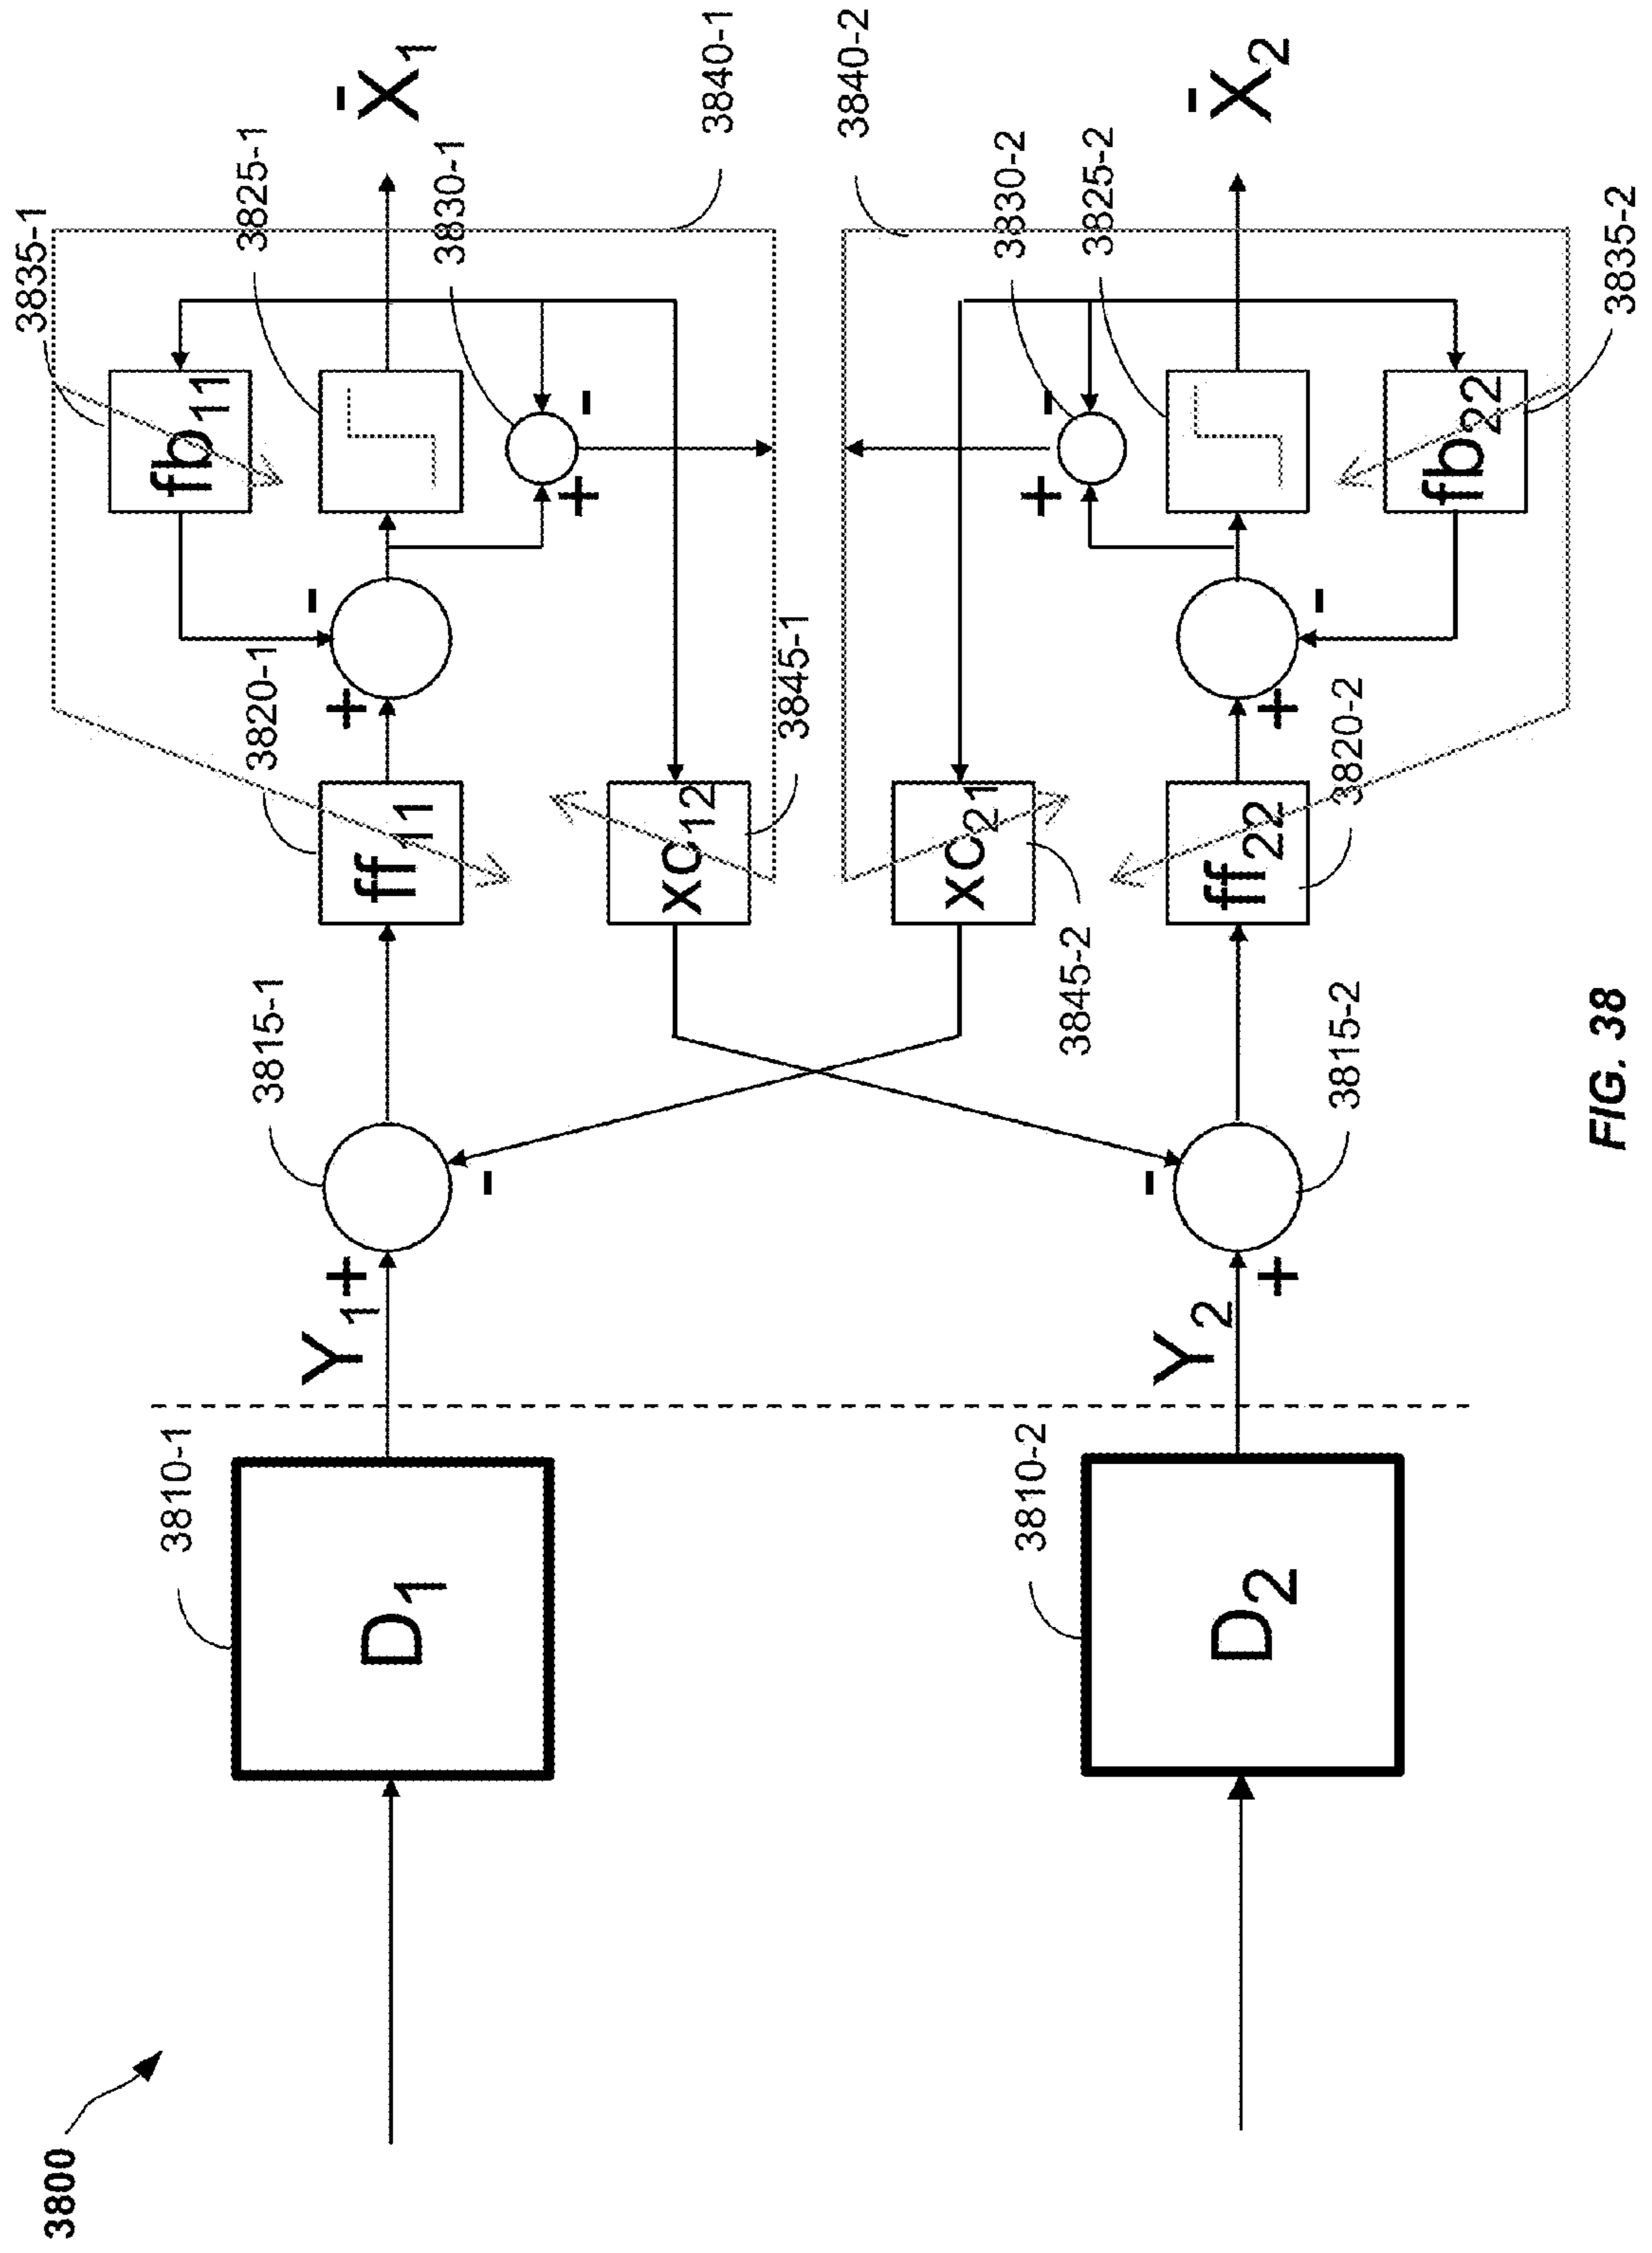 3800
3810-1
D1
Y1
+
-
3815-1
3820-1
ff11
+
-
3835-1
fb11
3825-1
3830-1
+
-
X̄1
3840-1
xc12
3845-1
3840-2
xc21
3845-2
3830-2
+
-
3825-2
X̄2
3810-2
D2
Y2
+
-
3815-2
ff22
3820-2
+
-
fb22
3835-2
FIG. 38